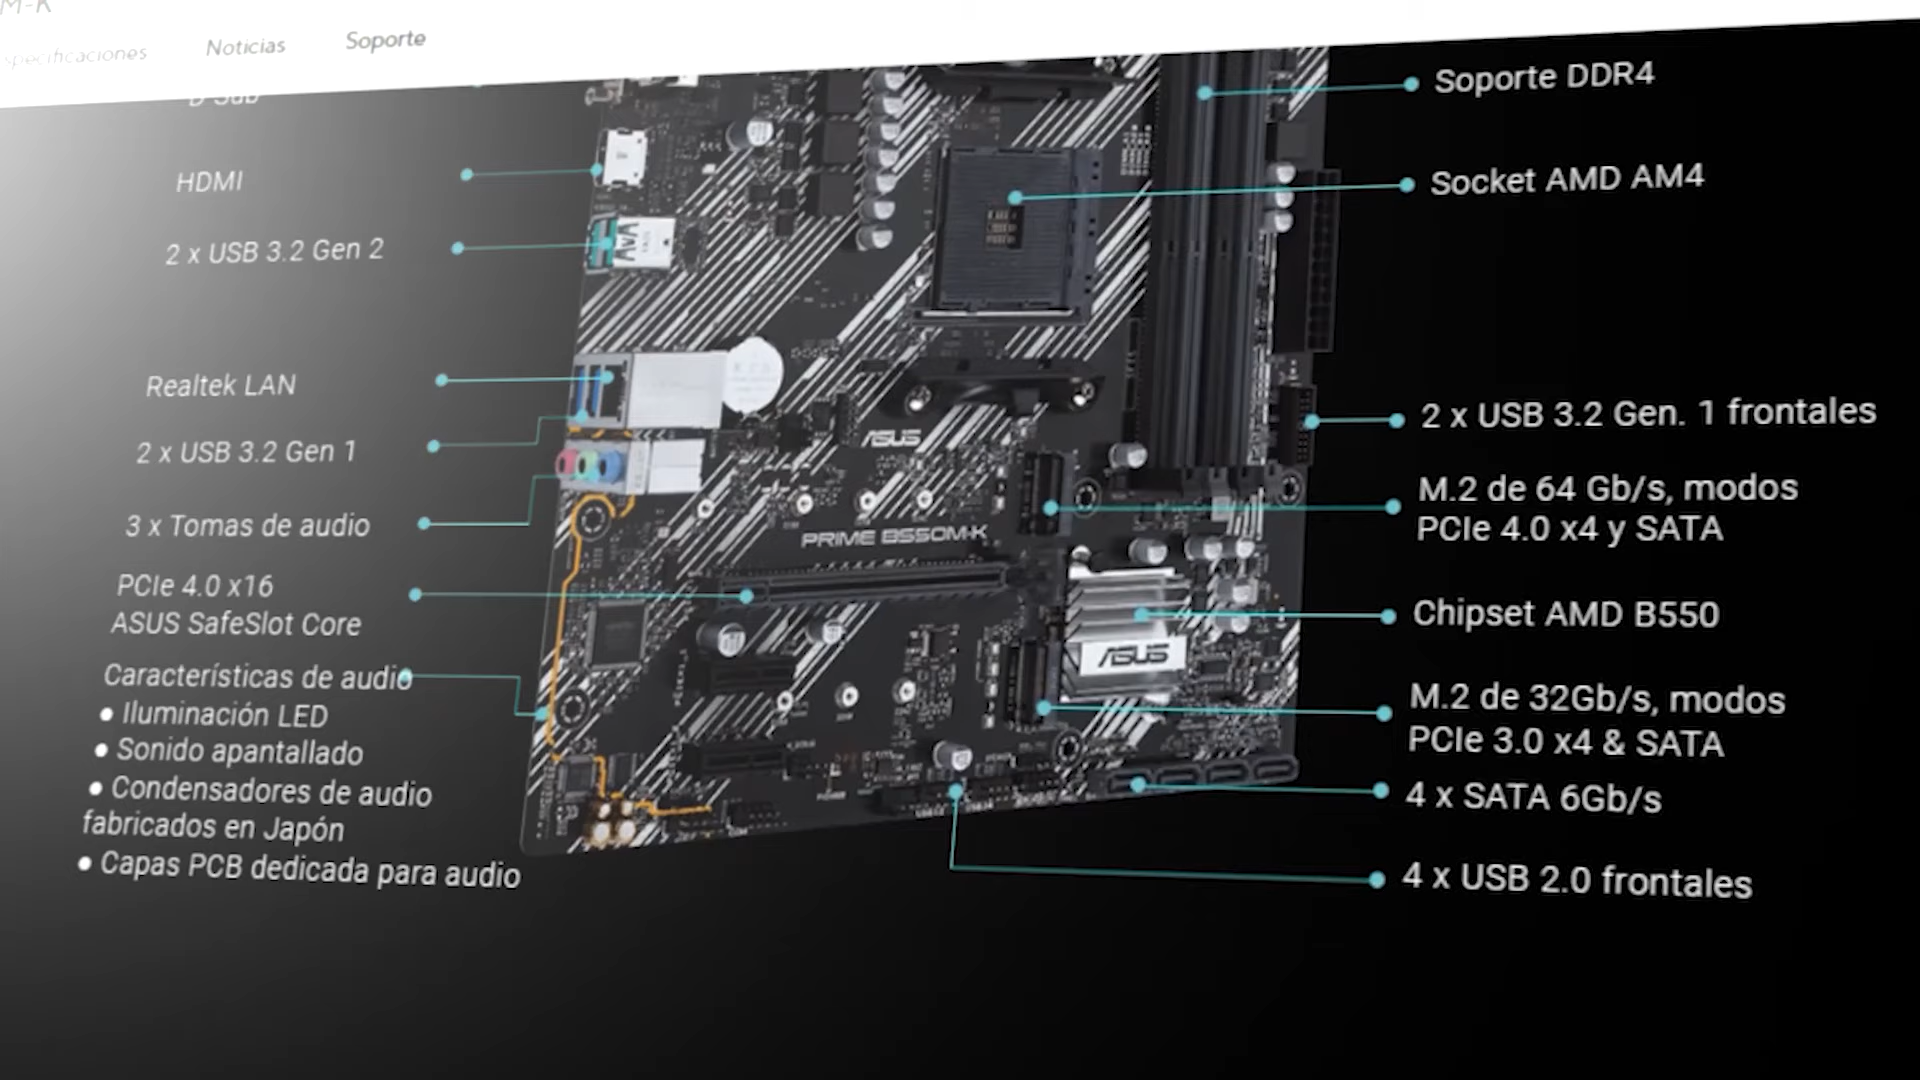 M-K
specificaciones
Noticias
Soporte
D-Sub
HDMI
2 x USB 3.2 Gen 2
Realtek LAN
2 x USB 3.2 Gen 1
3 x Tomas de audio
PCIe 4.0 x16
ASUS SafeSlot Core
Características de audio
• Iluminación LED
• Sonido apantallado
• Condensadores de audio
fabricados en Japón
• Capas PCB dedicada para audio
ASUS
PRIME B550M-K
ASUS
Soporte DDR4
Socket AMD AM4
2 x USB 3.2 Gen. 1 frontales
M.2 de 64 Gb/s, modos
PCIe 4.0 x4 y SATA
Chipset AMD B550
M.2 de 32Gb/s, modos
PCIe 3.0 x4 & SATA
4 x SATA 6Gb/s
4 x USB 2.0 frontales